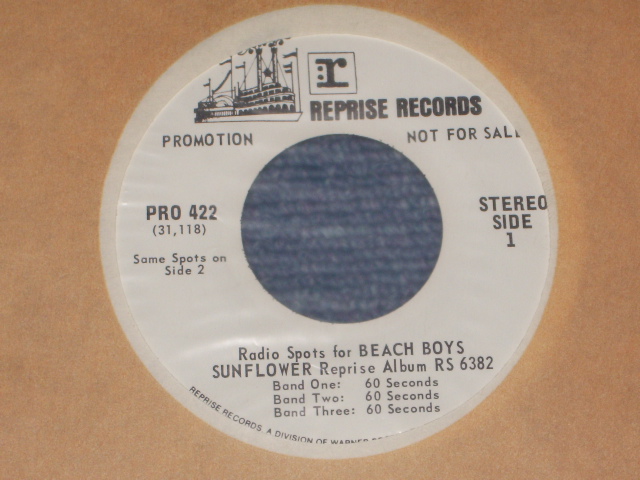 r
REPRISE RECORDS
PROMOTION
NOT FOR SAL
PRO 422
(31,118)
Same Spots on
Side 2
STEREO
SIDE
1
Radio Spots for BEACH BOYS
SUNFLOWER Reprise Album RS 6382
Band One: 60 Seconds
Band Two: 60 Seconds
Band Three: 60 Seconds
REPRISE RECORDS, A DIVISION OF WARNER